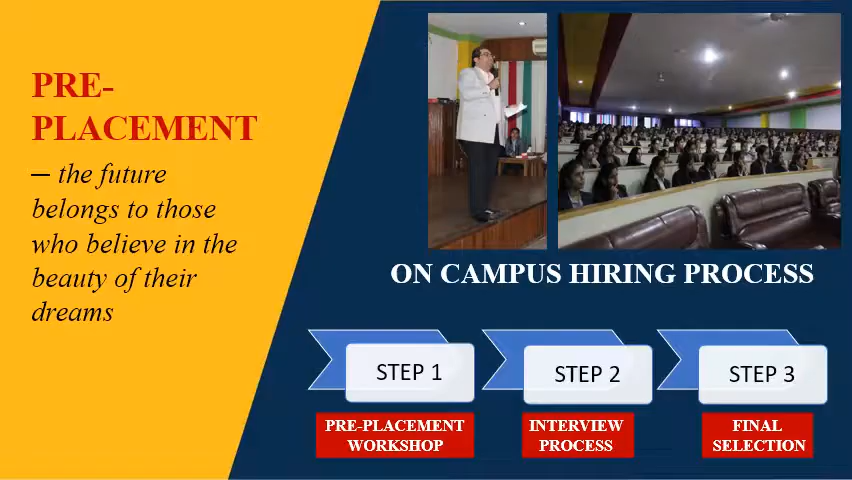 PRE-
PLACEMENT
— the future
belongs to those
who believe in the
beauty of their
dreams
ON CAMPUS HIRING PROCESS
STEP 1
STEP 2
STEP 3
PRE-PLACEMENT
WORKSHOP
INTERVIEW
PROCESS
FINAL
SELECTION